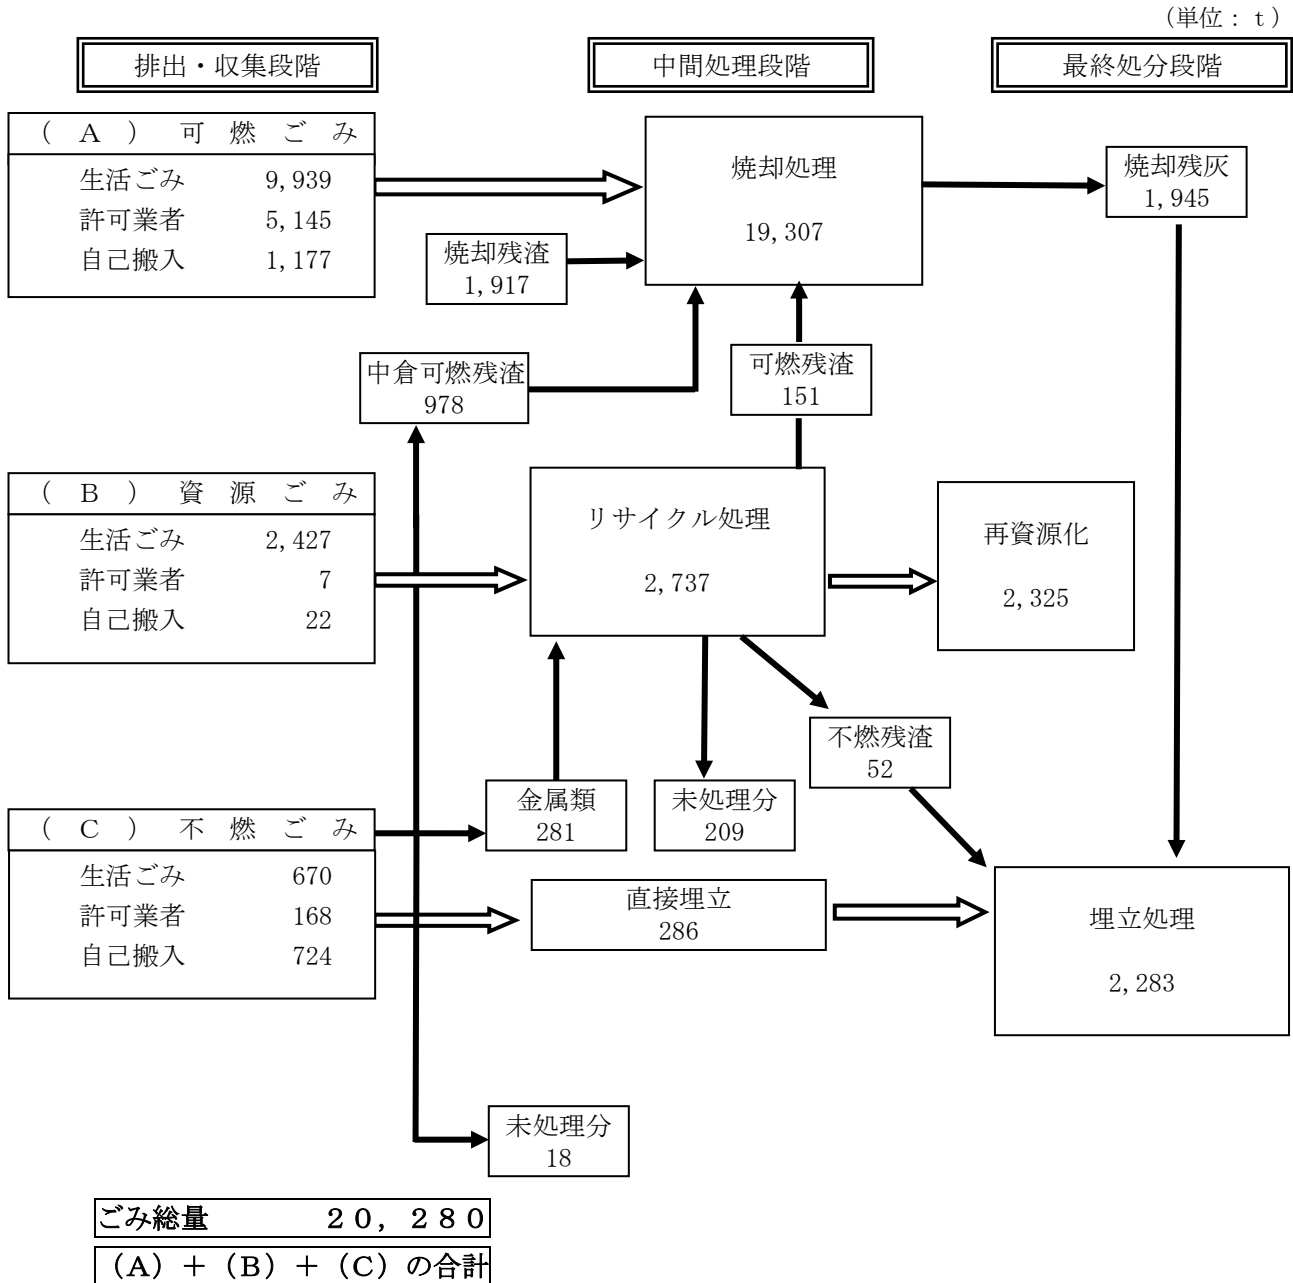 （単位：ｔ）
排出・収集段階
中間処理段階
最終処分段階
（Ａ）可燃ごみ
生活ごみ 9,939
許可業者 5,145
自己搬入 1,177
焼却処理
19,307
焼却残灰
1,945
焼却残渣
1,917
中倉可燃残渣
978
可燃残渣
151
（Ｂ）資源ごみ
生活ごみ 2,427
許可業者 7
自己搬入 22
リサイクル処理
2,737
再資源化
2,325
不燃残渣
52
金属類
281
未処理分
209
（Ｃ）不燃ごみ
生活ごみ 670
許可業者 168
自己搬入 724
直接埋立
286
埋立処理
2,283
未処理分
18
ごみ総量 ２０，２８０
（Ａ）＋（Ｂ）＋（Ｃ）の合計